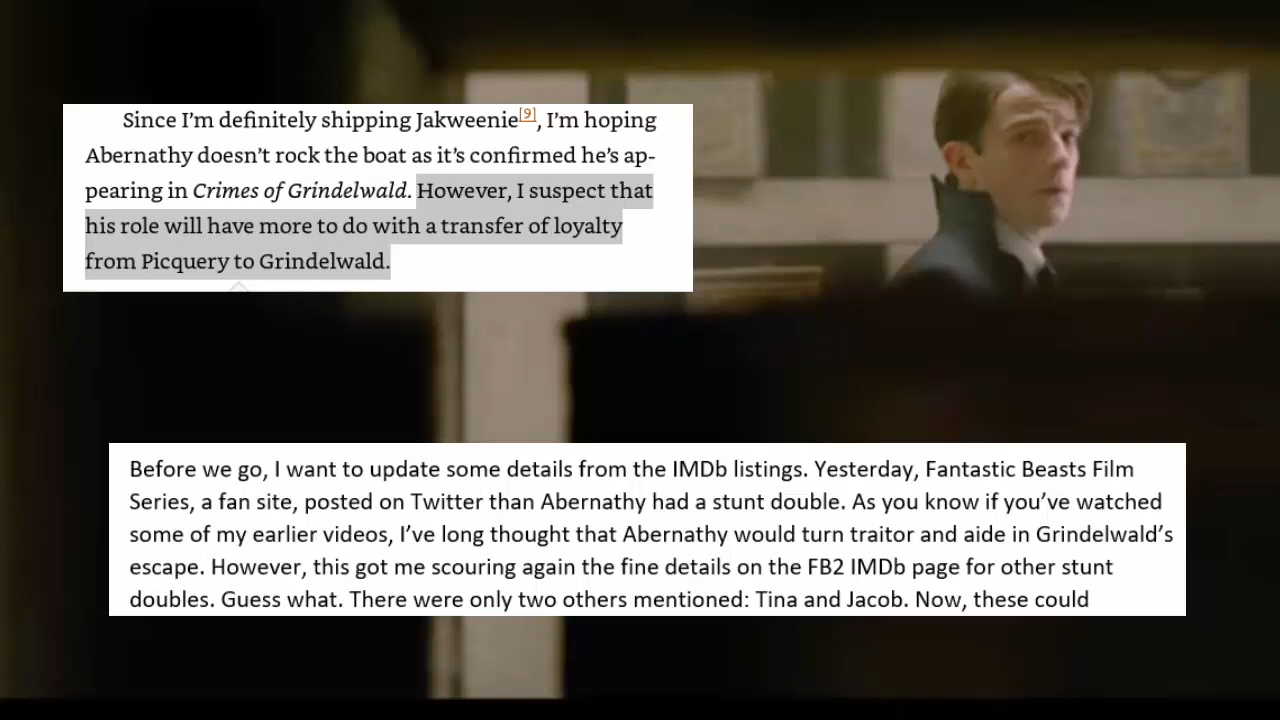 Since I’m definitely shipping Jakweenie[9], I’m hoping
Abernathy doesn’t rock the boat as it’s confirmed he’s ap-
pearing in Crimes of Grindelwald. However, I suspect that
his role will have more to do with a transfer of loyalty
from Picquery to Grindelwald.
Before we go, I want to update some details from the IMDb listings. Yesterday, Fantastic Beasts Film
Series, a fan site, posted on Twitter than Abernathy had a stunt double. As you know if you’ve watched
some of my earlier videos, I’ve long thought that Abernathy would turn traitor and aide in Grindelwald’s
escape. However, this got me scouring again the fine details on the FB2 IMDb page for other stunt
doubles. Guess what. There were only two others mentioned: Tina and Jacob. Now, these could